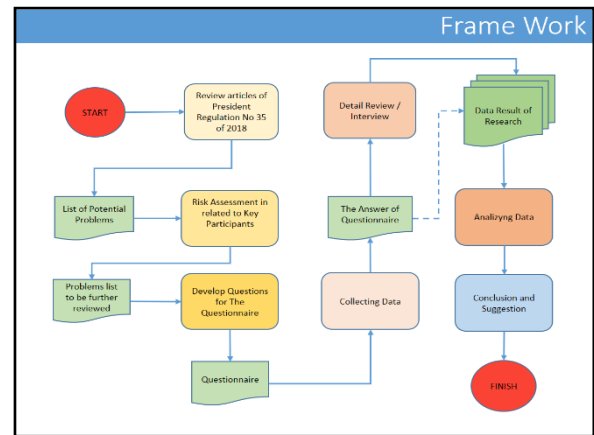 Frame Work
START
Review articles of
President
Regulation No 35
of 2018
List of Potential
Problems
Risk Assessment in
related to Key
Participants
Problems list
to be further
reviewed
Develop Questions
for The
Questionnaire
Questionnaire
Collecting Data
The Answer of
Questionnaire
Detail Review /
Interview
Data Result of
Research
Analizyng Data
Conclusion and
Suggestion
FINISH